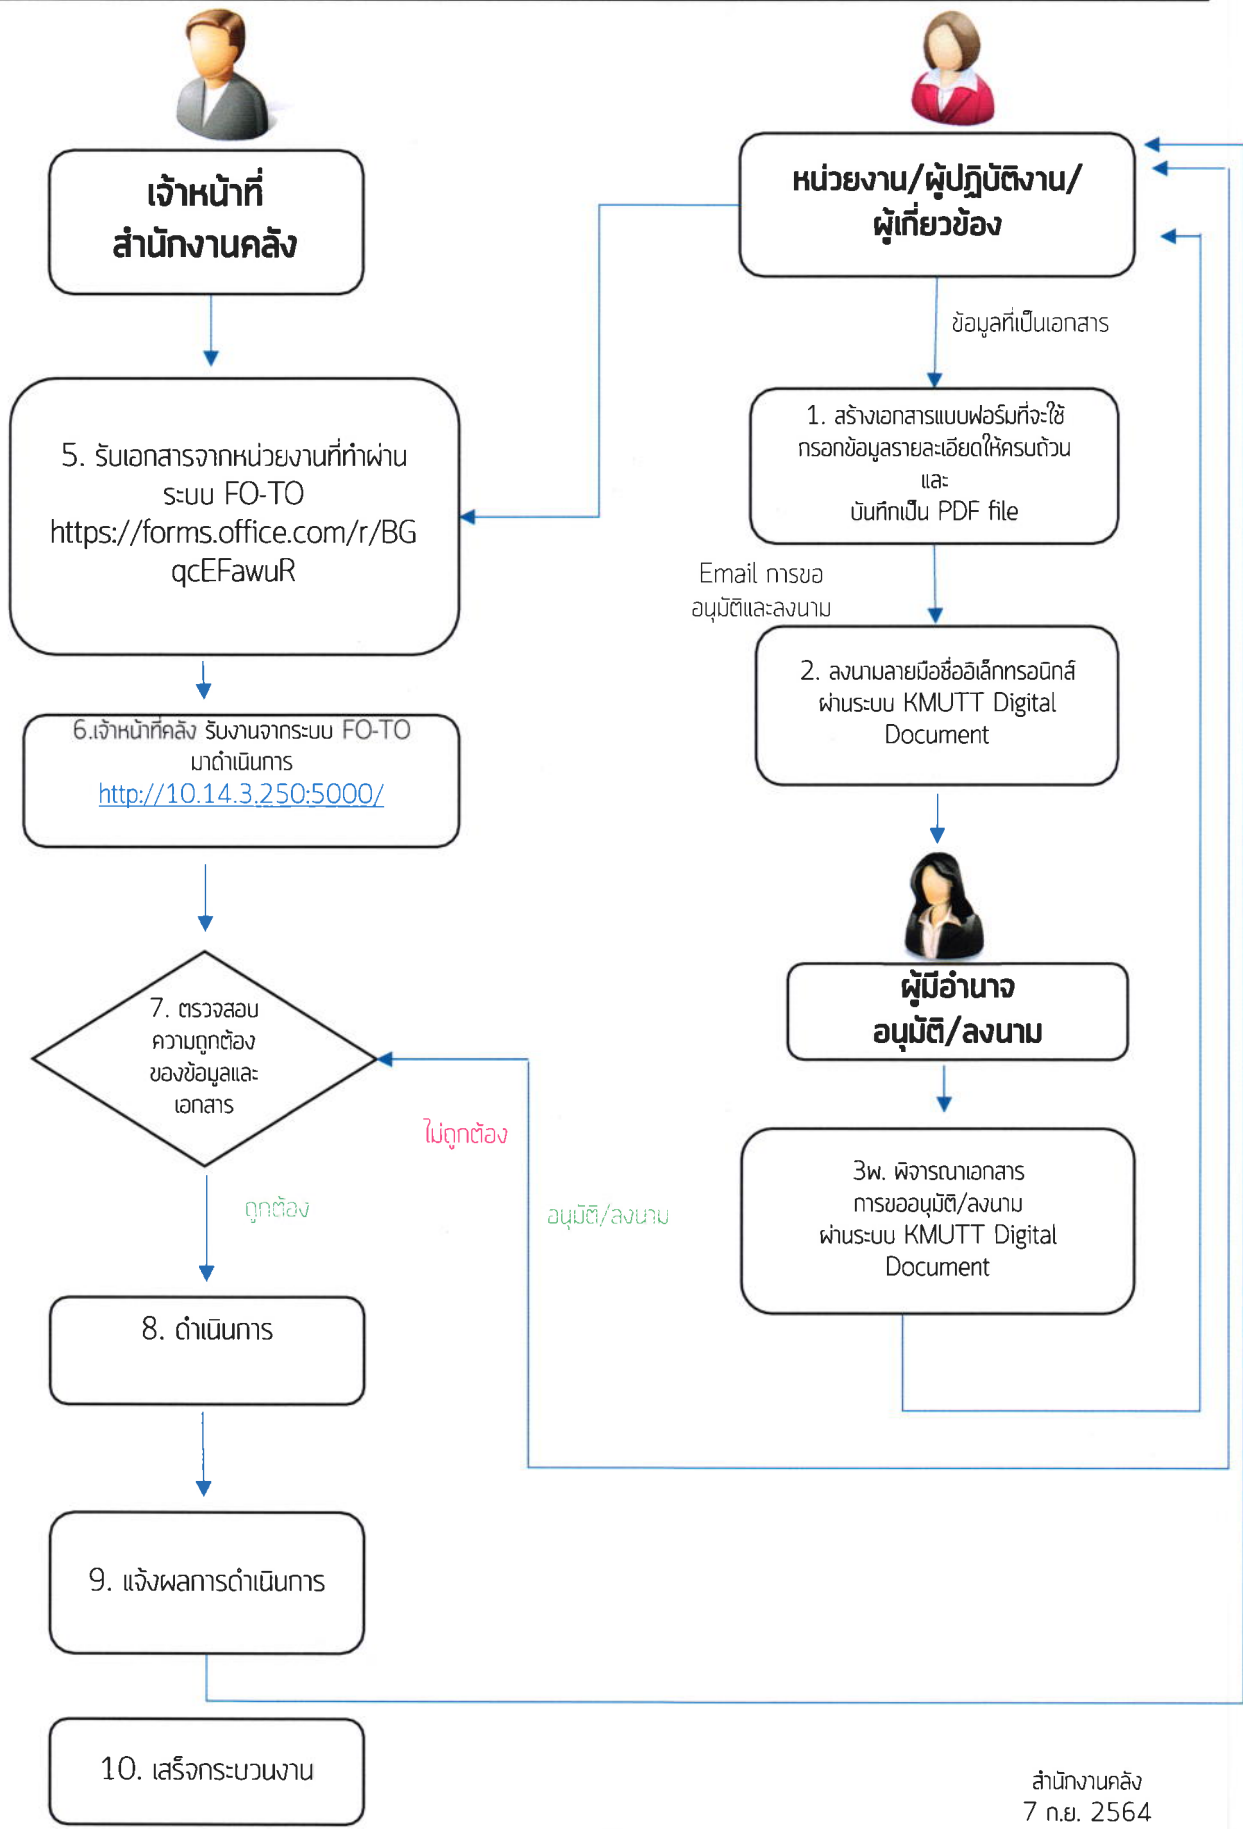 เจ้าหน้าที่
สำนักงานคลัง
หน่วยงาน/ผู้ปฏิบัติงาน/
ผู้เกี่ยวข้อง
ข้อมูลที่เป็นเอกสาร
1. สร้างเอกสารแบบฟอร์มที่จะใช้
กรอกข้อมูลรายละเอียดให้ครบถ้วน
และ
บันทึกเป็น PDF file
Email การขอ
อนุมัติและลงนาม
2. ลงนามลายมือชื่ออิเล็กทรอนิกส์
ผ่านระบบ KMUTT Digital
Document
ผู้มีอำนาจ
อนุมัติ/ลงนาม
3พ. พิจารณาเอกสาร
การขออนุมัติ/ลงนาม
ผ่านระบบ KMUTT Digital
Document
5. รับเอกสารจากหน่วยงานที่ทำผ่าน
ระบบ FO-TO
https://forms.office.com/r/BG
qcEFawuR
6.เจ้าหน้าที่คลัง รับงานจากระบบ FO-TO
มาดำเนินการ
http://10.14.3.250:5000/
7. ตรวจสอบ
ความถูกต้อง
ของข้อมูลและ
เอกสาร
ไม่ถูกต้อง
ถูกต้อง
อนุมัติ/ลงนาม
8. ดำเนินการ
9. แจ้งผลการดำเนินการ
10. เสร็จกระบวนงาน
สำนักงานคลัง
7 ก.ย. 2564